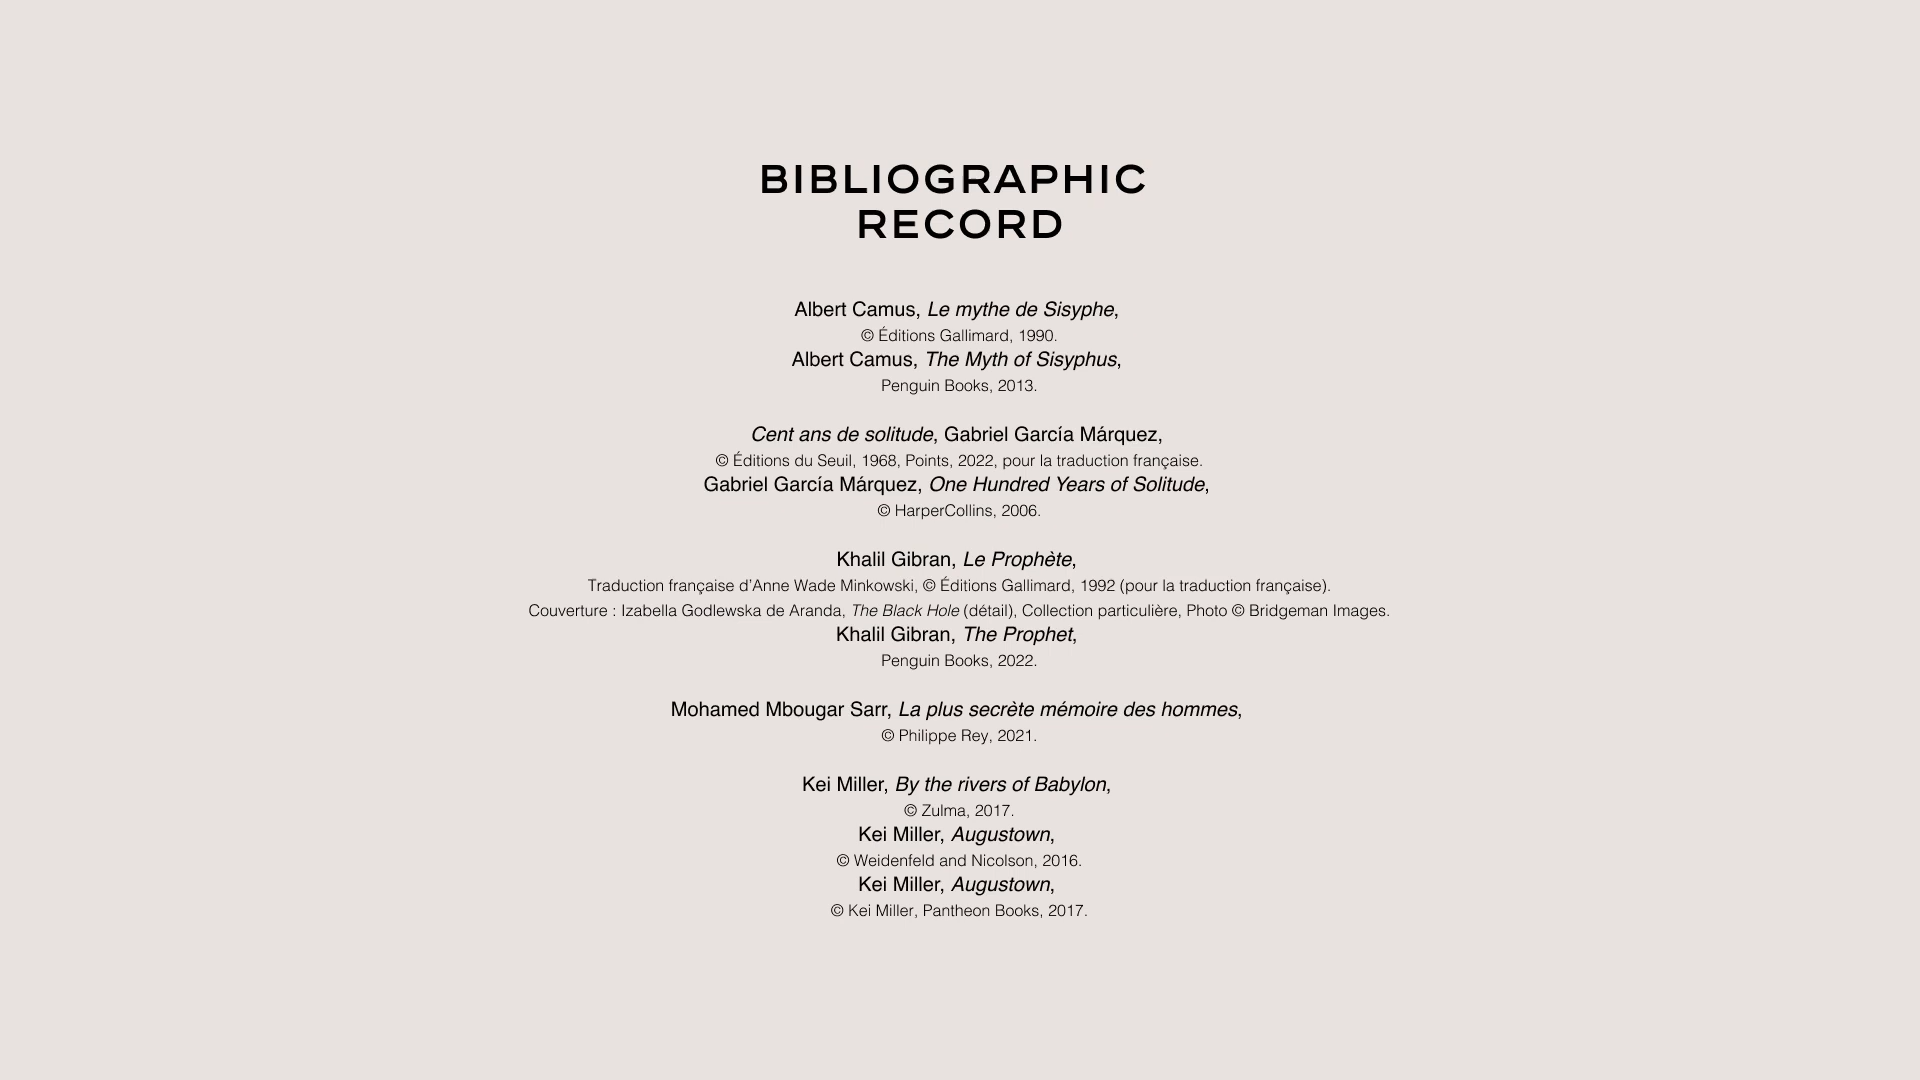 BIBLIOGRAPHIC
RECORD
Albert Camus, Le mythe de Sisyphe,
© Éditions Gallimard, 1990.
Albert Camus, The Myth of Sisyphus,
Penguin Books, 2013.
Cent ans de solitude, Gabriel García Márquez,
© Éditions du Seuil, 1968, Points, 2022, pour la traduction française.
Gabriel García Márquez, One Hundred Years of Solitude,
© HarperCollins, 2006.
Khalil Gibran, Le Prophète,
Traduction française d’Anne Wade Minkowski, © Éditions Gallimard, 1992 (pour la traduction française).
Couverture : Izabella Godlewska de Aranda, The Black Hole (détail), Collection particulière, Photo © Bridgeman Images.
Khalil Gibran, The Prophet,
Penguin Books, 2022.
Mohamed Mbougar Sarr, La plus secrète mémoire des hommes,
© Philippe Rey, 2021.
Kei Miller, By the rivers of Babylon,
© Zulma, 2017.
Kei Miller, Augustown,
© Weidenfeld and Nicolson, 2016.
Kei Miller, Augustown,
© Kei Miller, Pantheon Books, 2017.